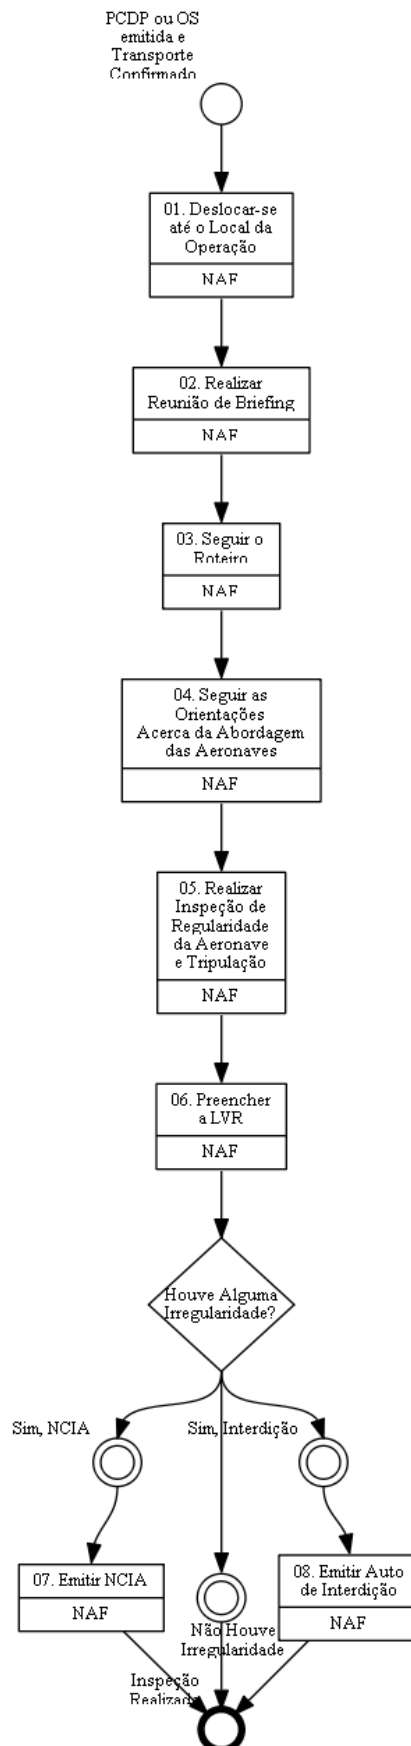 PCDP ou OS
emitida e
Transporte
Confirmado
01. Deslocar-se
até o Local da
Operação
NAF
02. Realizar
Reunião de Briefing
NAF
03. Seguir o
Roteiro
NAF
04. Seguir as
Orientações
Acerca da Abordagem
das Aeronaves
NAF
05. Realizar
Inspeção de
Regularidade
da Aeronave
e Tripulação
NAF
06. Preencher
a LVR
NAF
Houve Alguma
Irregularidade?
Sim, NCIA
Sim, Interdição
07. Emitir NCIA
NAF
08. Emitir Auto
de Interdição
NAF
Não Houve
Irregularidade
Inspeção
Realizada